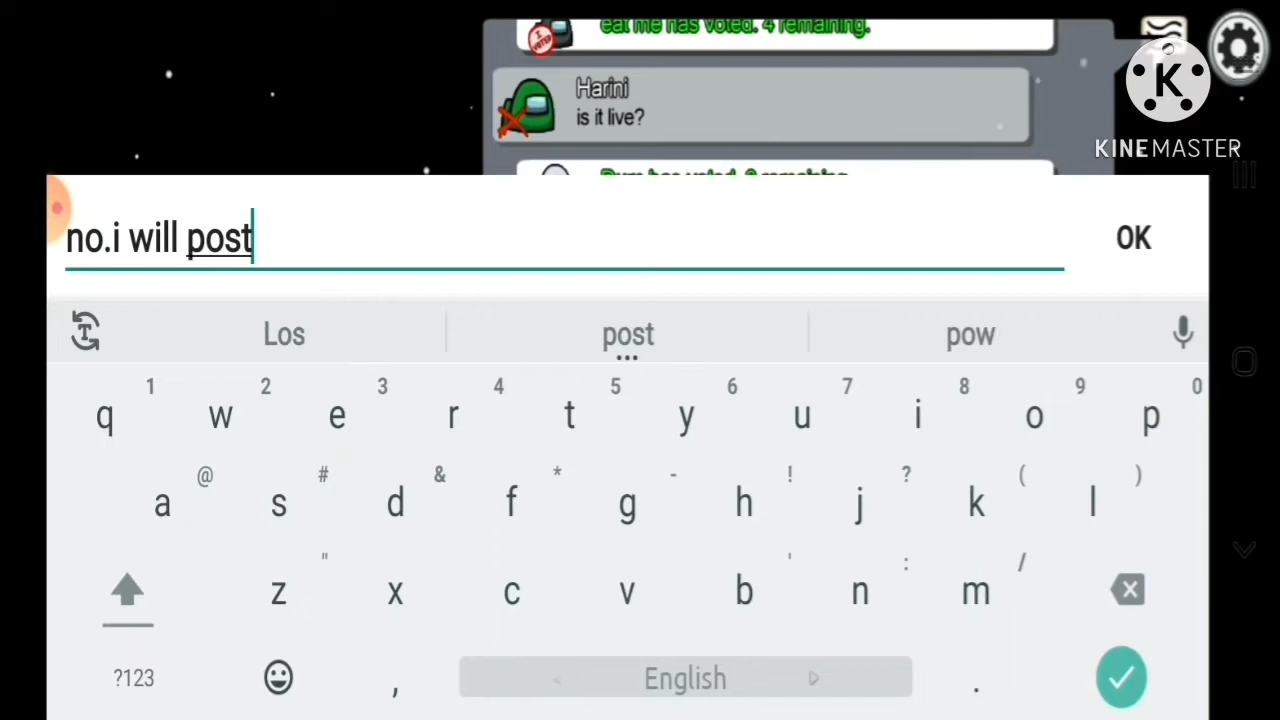 eat me has voted. 4 remaining.
Harini
is it live?
K
KINEMASTER
no.i will post
OK
Los
post
pow
1 2 3 4 5 6 7 8 9 0
q w e r t y u i o p
@ # & * - ! ? ( )
a s d f g h j k l
" ' : /
z x c v b n m
?123 , English .